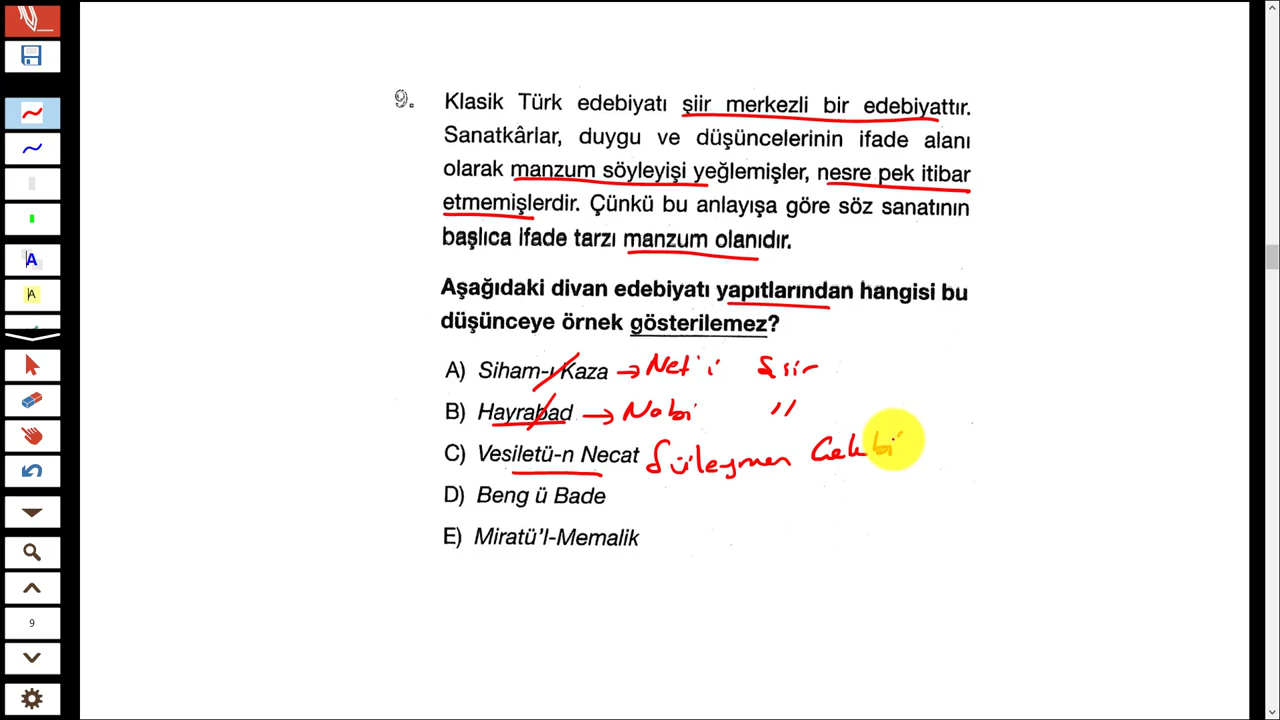 9. Klasik Türk edebiyatı şiir merkezli bir edebiyattır.
Sanatkârlar, duygu ve düşüncelerinin ifade alanı
olarak manzum söyleyişi yeğlemişler, nesre pek itibar
etmemişlerdir. Çünkü bu anlayışa göre söz sanatının
başlıca ifade tarzı manzum olanıdır.
Aşağıdaki divan edebiyatı yapıtlarından hangisi bu
düşünceye örnek gösterilemez?
A) Siham-ı Kaza → Nef'i şiir
B) Hayrabad → Nabi "
C) Vesiletü-n Necat Süleyman Çelebi
D) Beng ü Bade
E) Miratü'l-Memalik
A
A
9